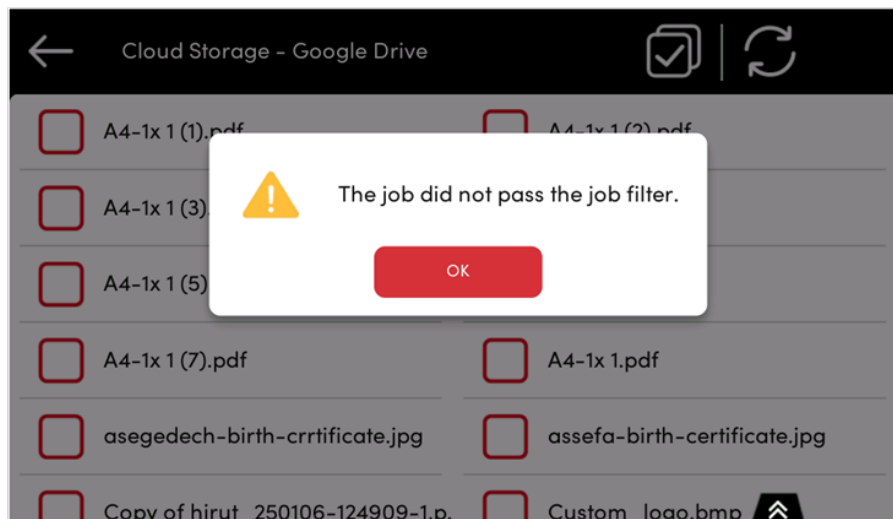 Cloud Storage - Google Drive
A4-1x 1 (1).pdf
A4-1x 1 (2).pdf
The job did not pass the job filter.
A4-1x 1 (3).
OK
A4-1x 1 (5)
A4-1x 1 (7).pdf
A4-1x 1.pdf
asegedech-birth-crrtificate.jpg
assefa-birth-certificate.jpg
Copy of hirut_250106-124909-1.p.
Custom_logo.bmp